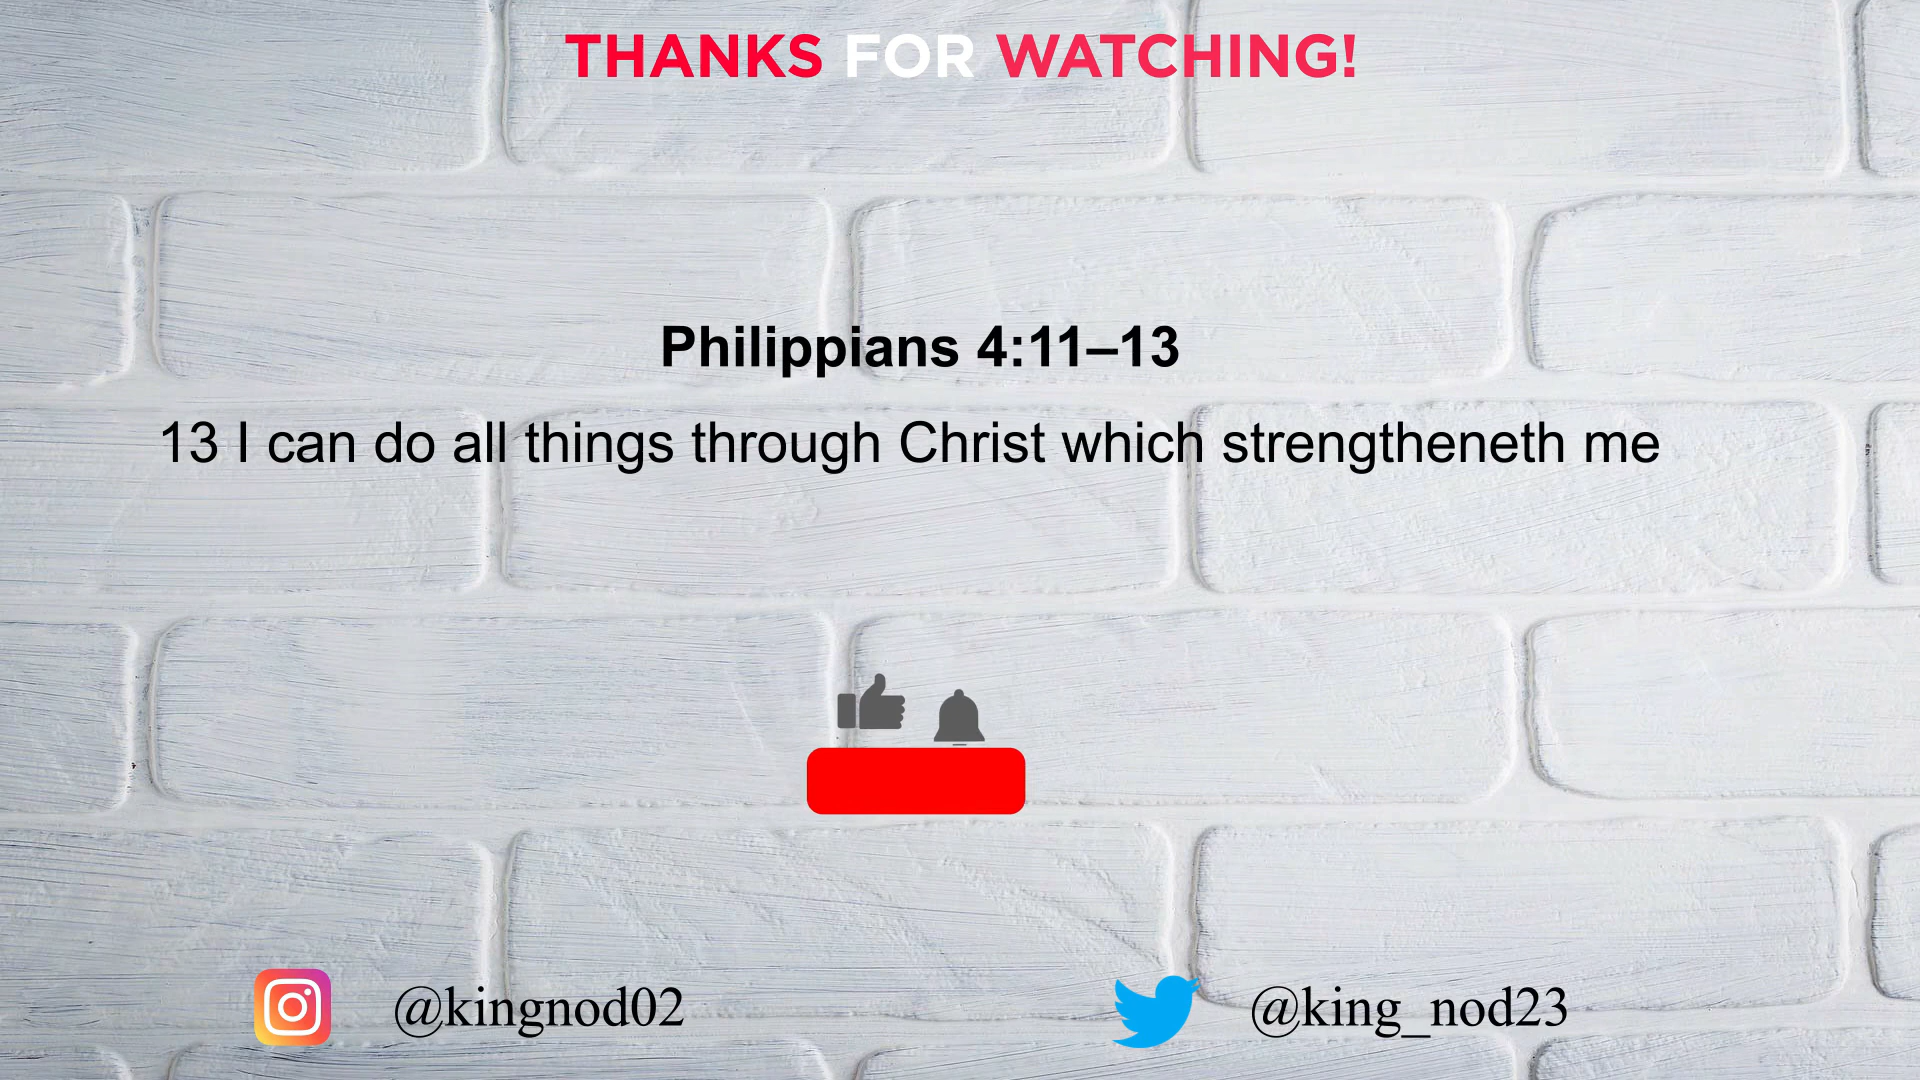 THANKS FOR WATCHING!
Philippians 4:11–13
13 I can do all things through Christ which strengtheneth me
@kingnod02
@king_nod23